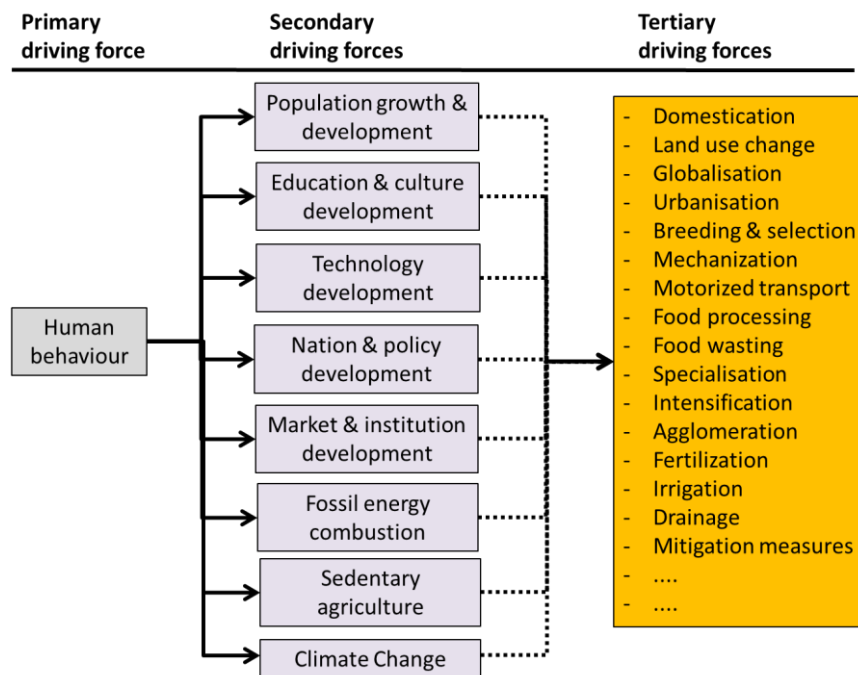 Primary
driving force
Secondary
driving forces
Tertiary
driving forces
Human
behaviour
Population growth &
development
Education & culture
development
Technology
development
Nation & policy
development
Market & institution
development
Fossil energy
combustion
Sedentary
agriculture
Climate Change
- Domestication
- Land use change
- Globalisation
- Urbanisation
- Breeding & selection
- Mechanization
- Motorized transport
- Food processing
- Food wasting
- Specialisation
- Intensification
- Agglomeration
- Fertilization
- Irrigation
- Drainage
- Mitigation measures
- ....
- ....